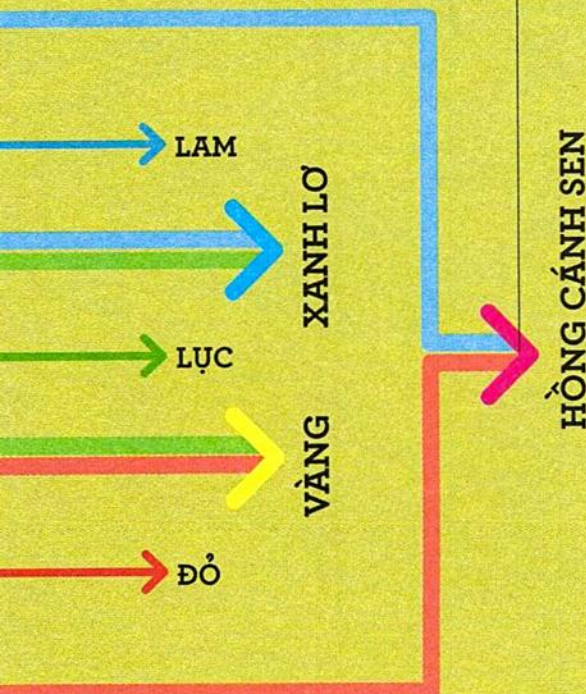 LAM
XANH LƠ
LỤC
VÀNG
ĐỎ
HỒNG CÁNH SEN